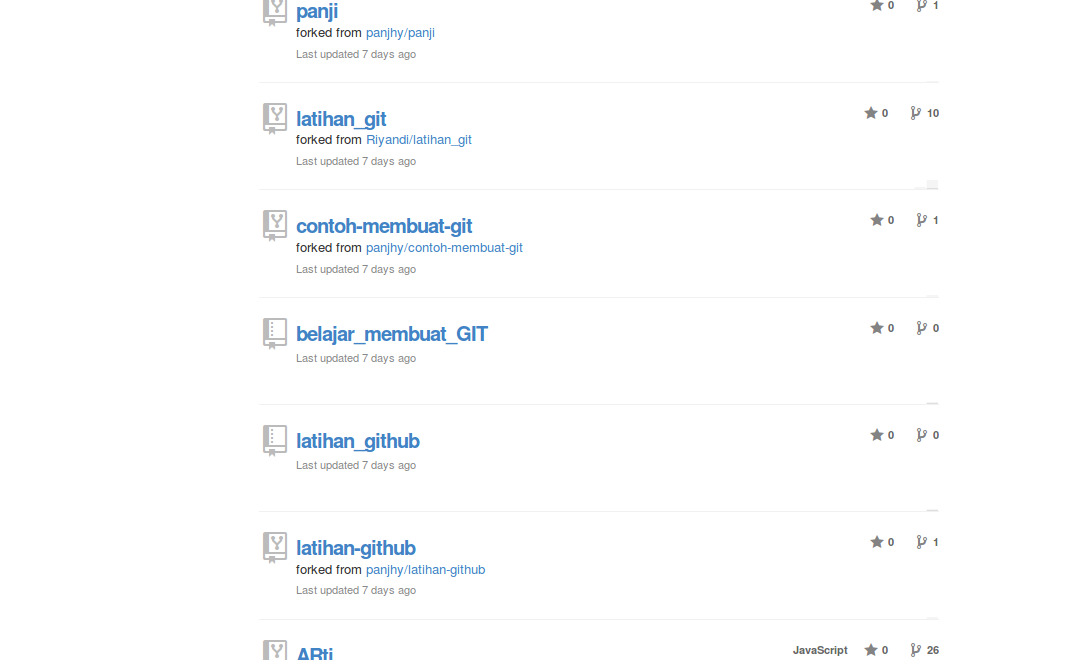 panji 0 1
forked from panjhy/panji
Last updated 7 days ago
latihan_git 0 10
forked from Riyandi/latihan_git
Last updated 7 days ago
contoh-membuat-git 0 1
forked from panjhy/contoh-membuat-git
Last updated 7 days ago
belajar_membuat_GIT 0 0
Last updated 7 days ago
latihan_github 0 0
Last updated 7 days ago
latihan-github 0 1
forked from panjhy/latihan-github
Last updated 7 days ago
ARti JavaScript 0 26